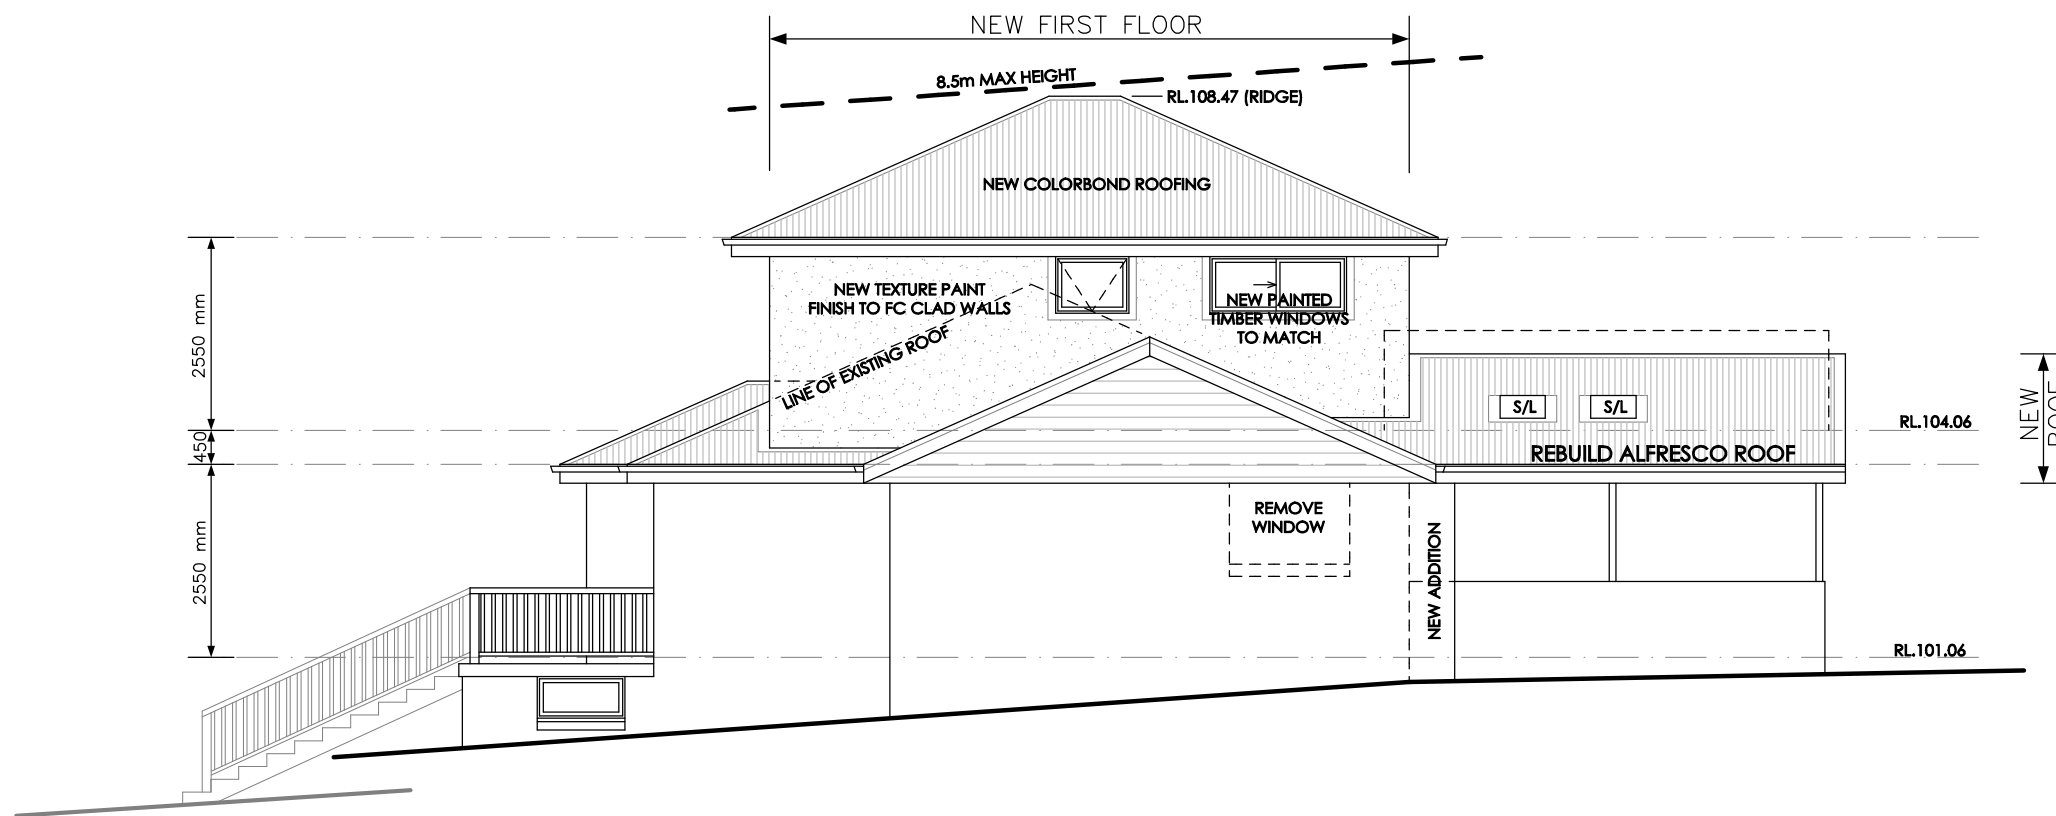 NEW FIRST FLOOR
8.5m MAX HEIGHT
RL.108.47 (RIDGE)
NEW COLORBOND ROOFING
NEW TEXTURE PAINT
FINISH TO FC CLAD WALLS
NEW PAINTED
TIMBER WINDOWS
TO MATCH
LINE OF EXISTING ROOF
2550 mm
450
2550 mm
S/L
S/L
RL.104.06
REBUILD ALFRESCO ROOF
NEW
ROOF
REMOVE
WINDOW
NEW ADDITION
RL.101.06